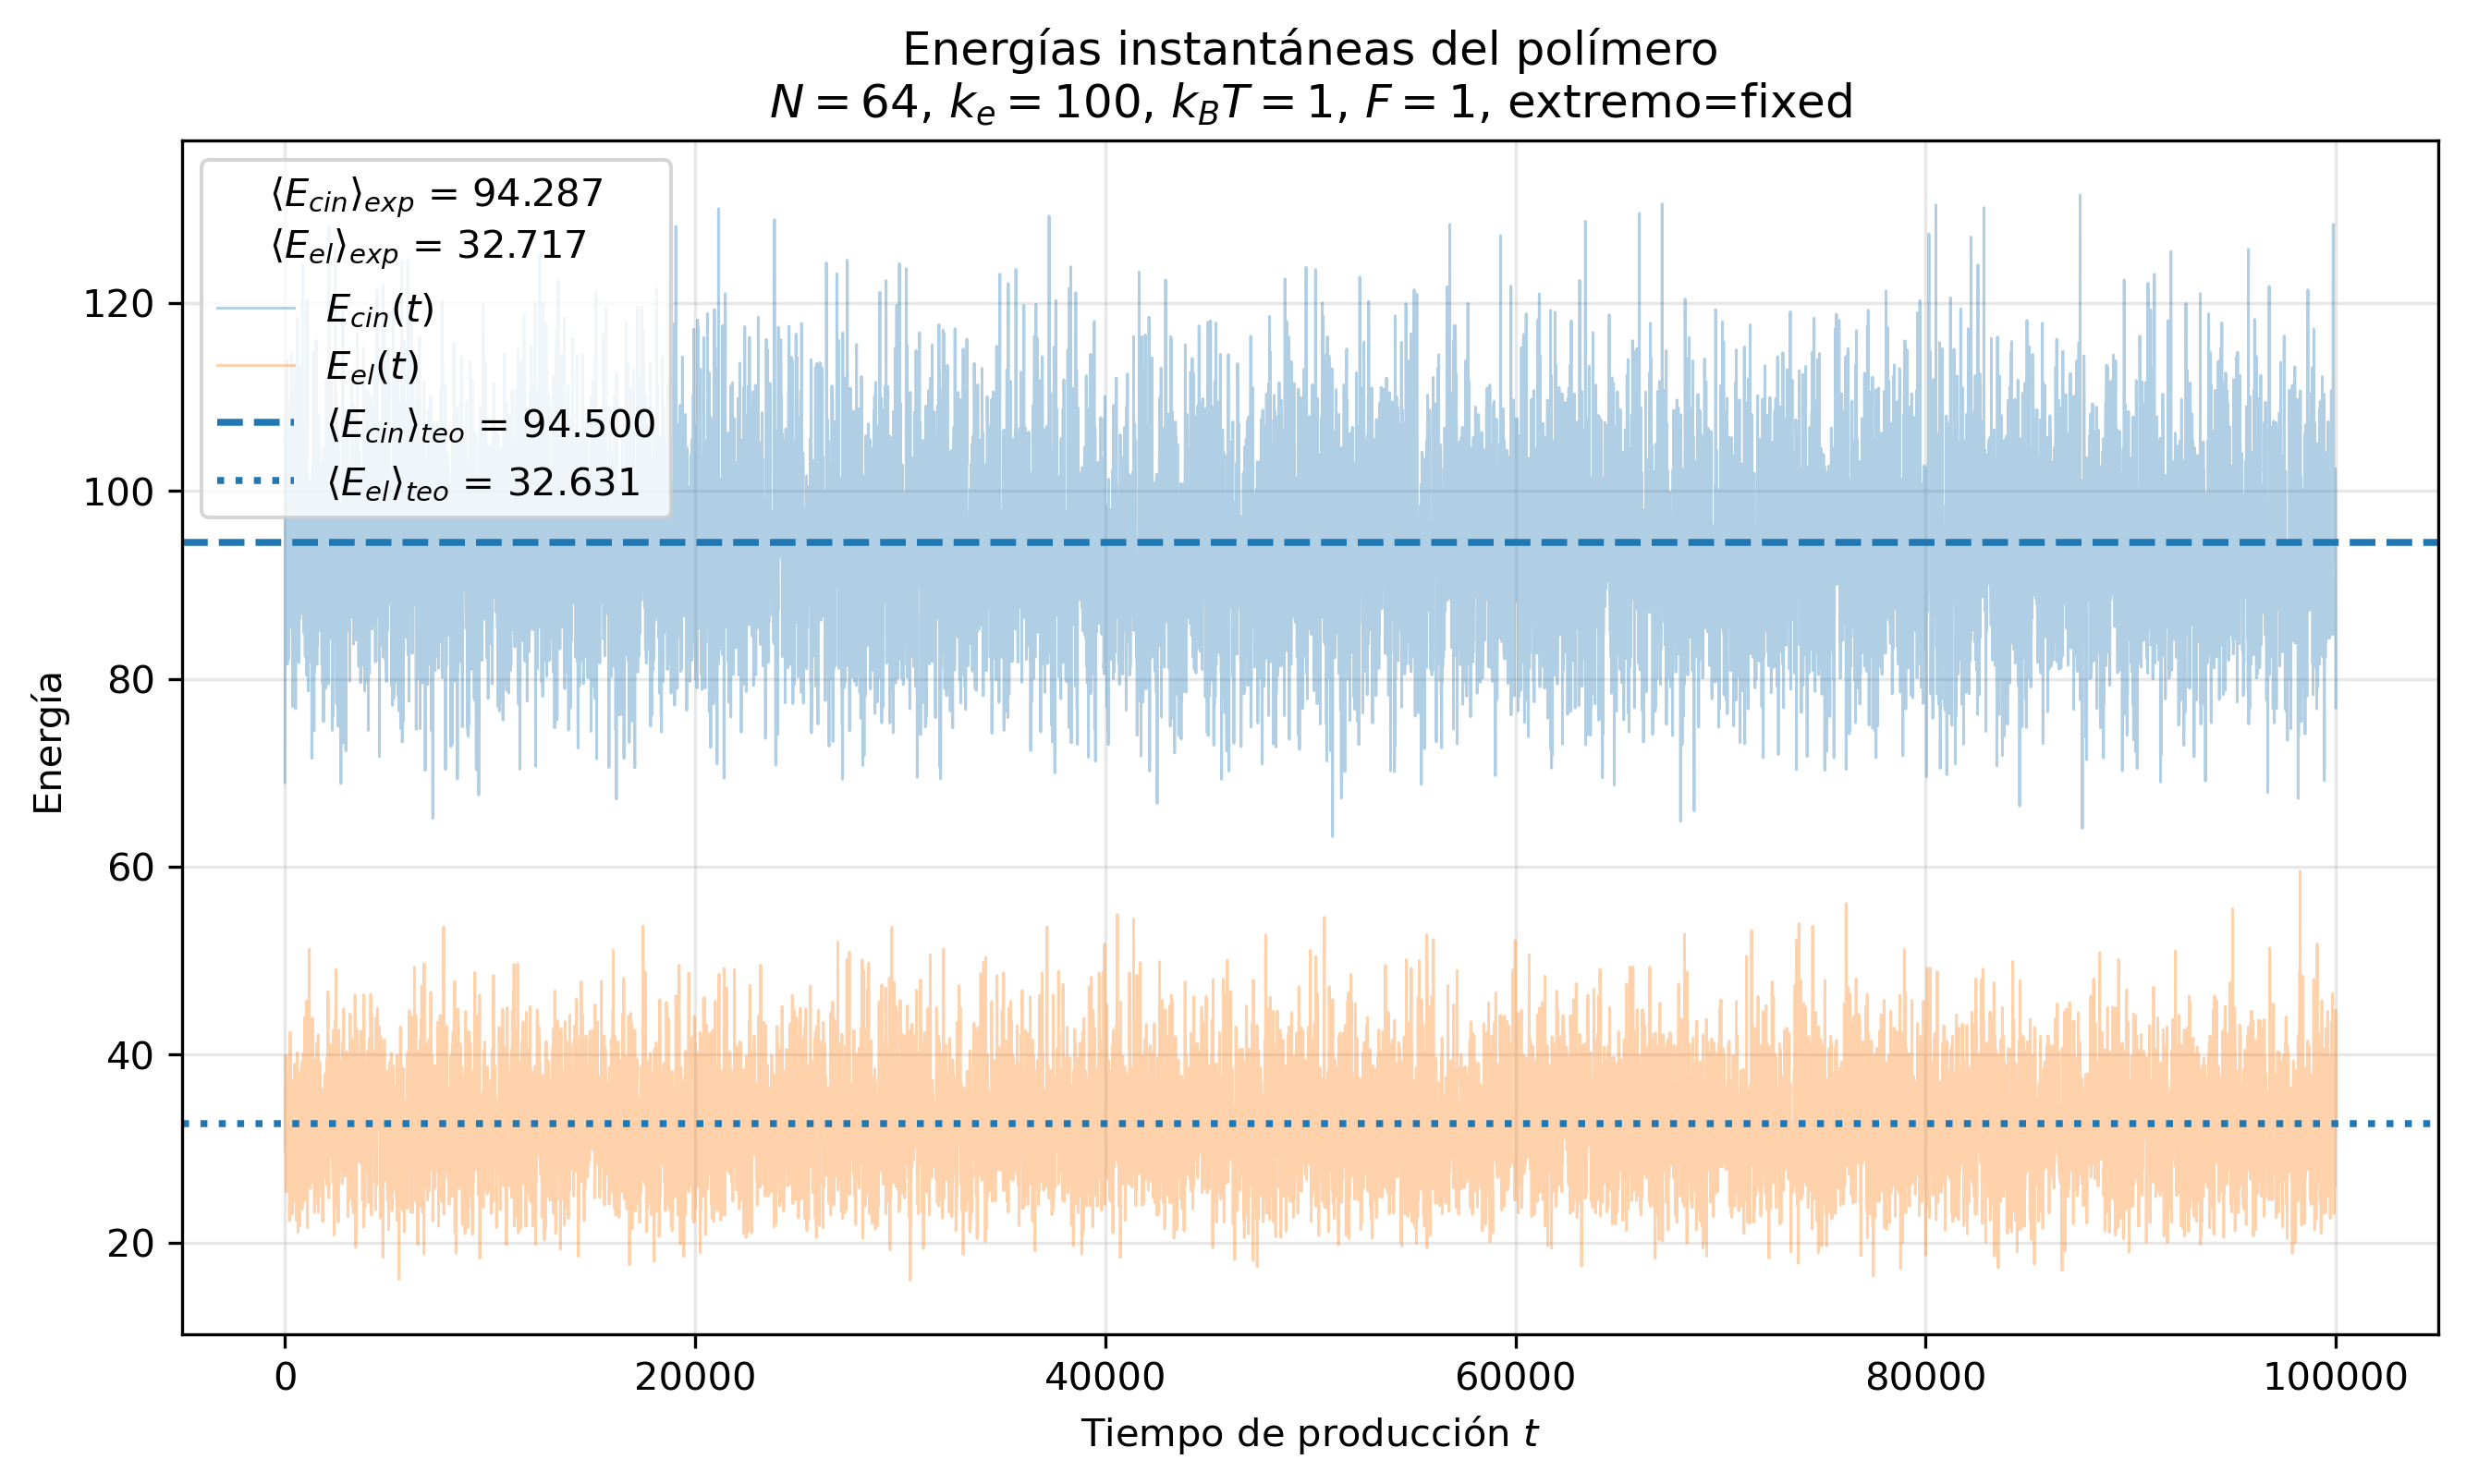 Energías instantáneas del polímero
N = 64, k_e = 100, k_BT = 1, F = 1, extremo=fixed
⟨E_cin⟩_exp = 94.287
⟨E_el⟩_exp = 32.717
E_cin(t)
E_el(t)
⟨E_cin⟩_teo = 94.500
⟨E_el⟩_teo = 32.631
Energía
120
100
80
60
40
20
0 20000 40000 60000 80000 100000
Tiempo de producción t